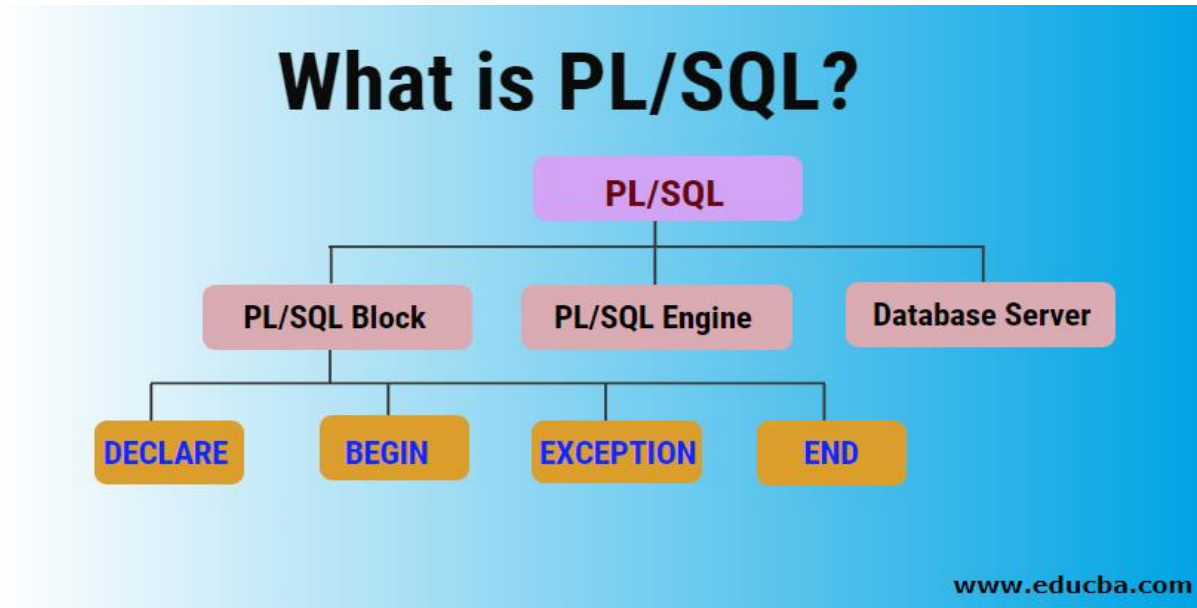 What is PL/SQL?
PL/SQL
PL/SQL Block
PL/SQL Engine
Database Server
DECLARE
BEGIN
EXCEPTION
END
www.educba.com